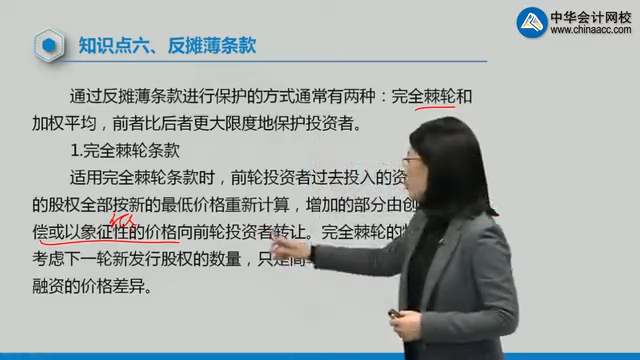 中华会计网校
www.chinaacc.com
知识点六、反摊薄条款
通过反摊薄条款进行保护的方式通常有两种：完全棘轮和
加权平均，前者比后者更大限度地保护投资者。
1.完全棘轮条款
适用完全棘轮条款时，前轮投资者过去投入的资
的股权全部按新的最低价格重新计算，增加的部分由创
低
偿或以象征性的价格向前轮投资者转让。完全棘轮的
考虑下一轮新发行股权的数量，只是
融资的价格差异。